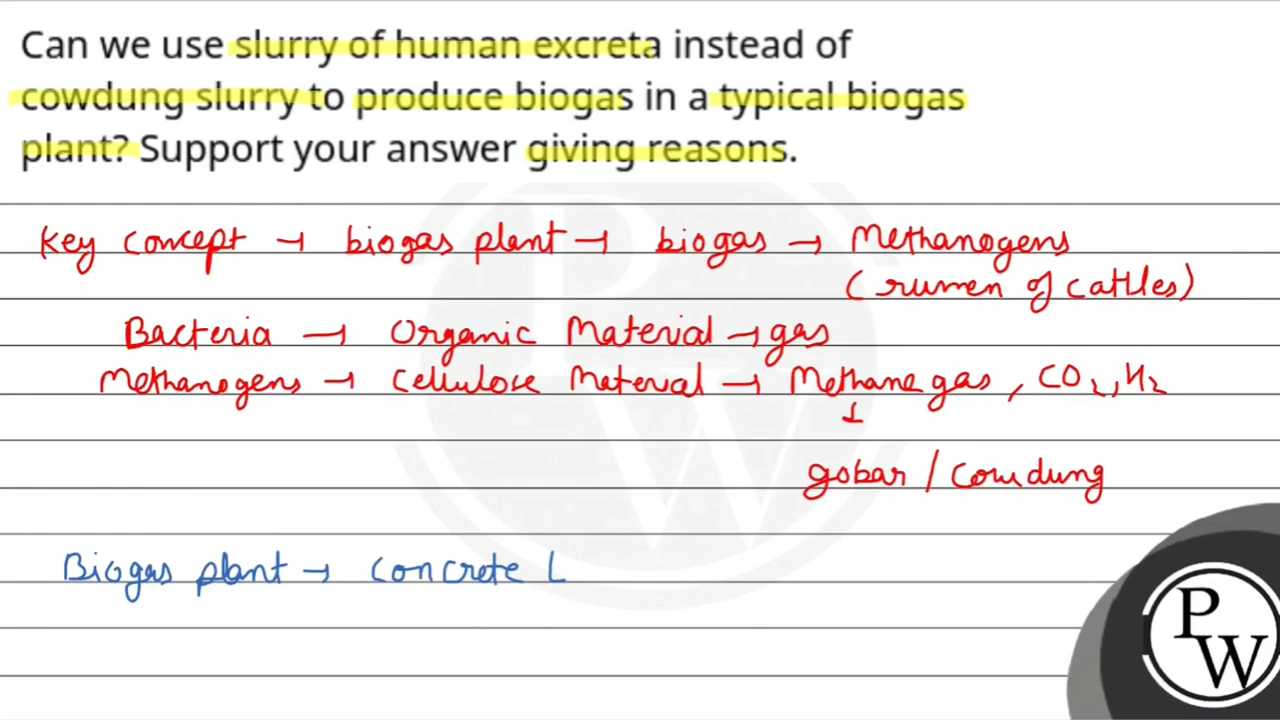 Can we use slurry of human excreta instead of
cowdung slurry to produce biogas in a typical biogas
plant? Support your answer giving reasons.
Key concept → biogas plant → biogas → Methanogens
(rumen of cattles)
Bacteria → Organic Material → gas
Methanogens → Cellulose Material → Methane gas, CO2, H2
↓
gobar / Cowdung
Biogas plant → Concrete L
P
W
P
W